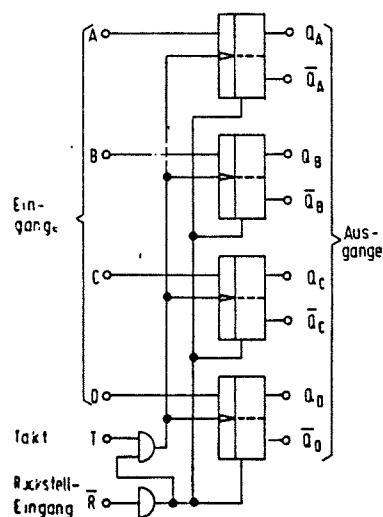 A
Q_A
Q̅_A
B
Q_B
Q̅_B
Ein-
gänge
Aus-
gänge
C
Q_C
Q̅_C
D
Q_D
Q̅_D
Takt
T
Rückstell-
Eingang
R̅